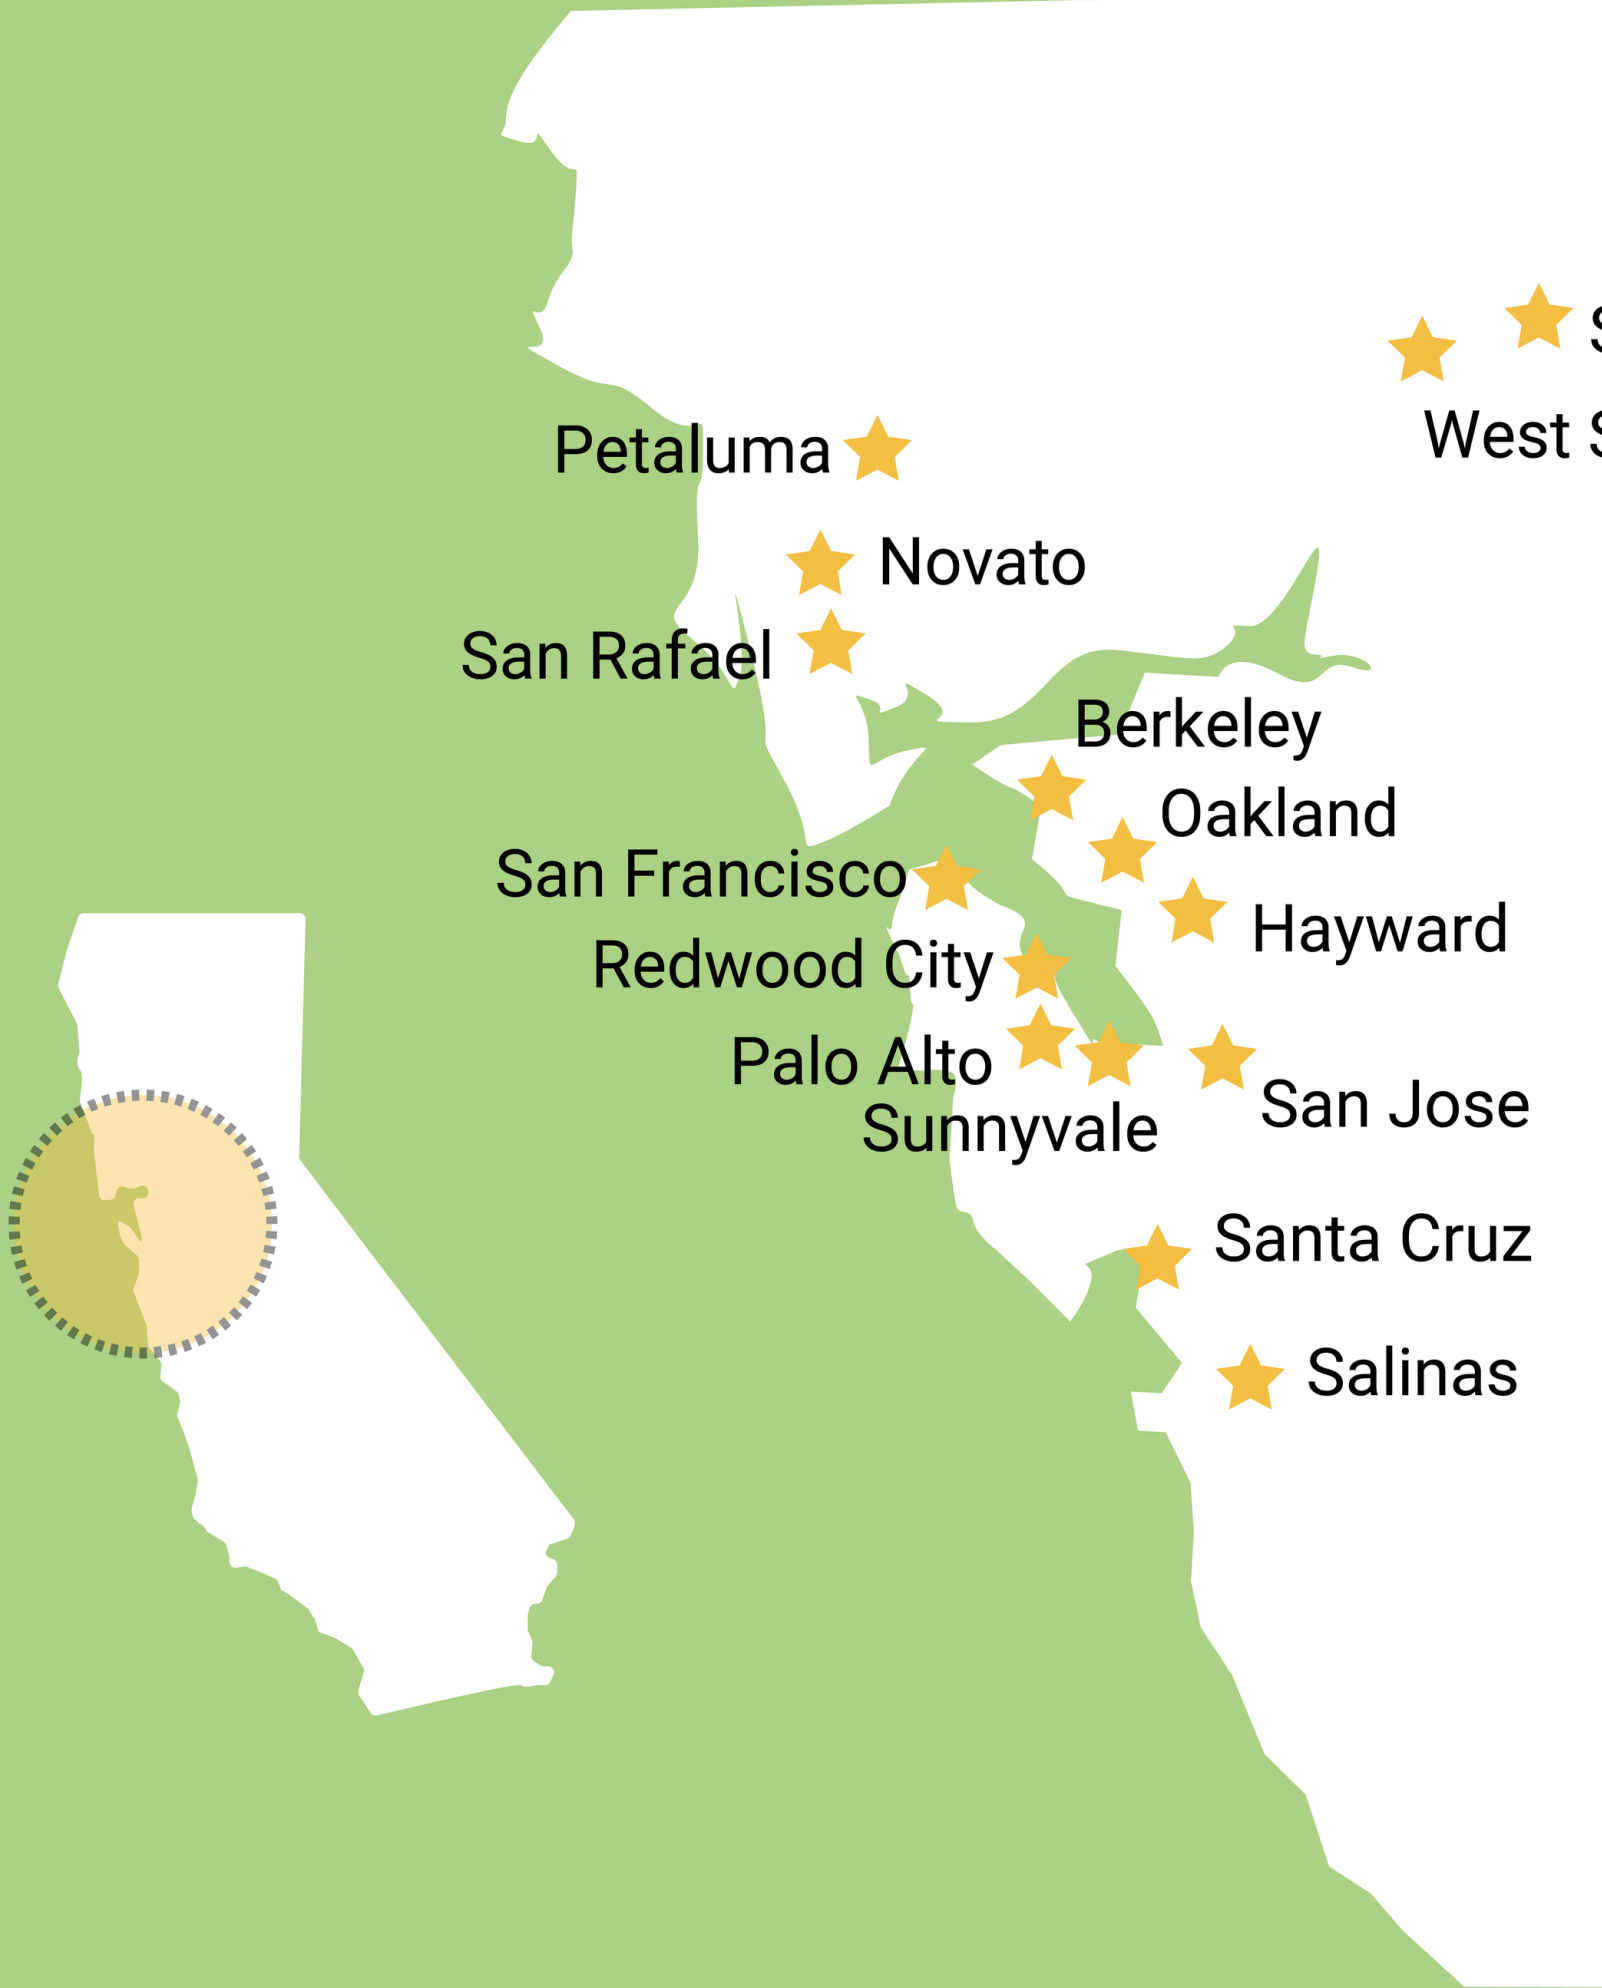 Petaluma
West
Novato
San Rafael
Berkeley
Oakland
San Francisco
Hayward
Redwood City
Palo Alto
San Jose
Sunnyvale
Santa Cruz
Salinas